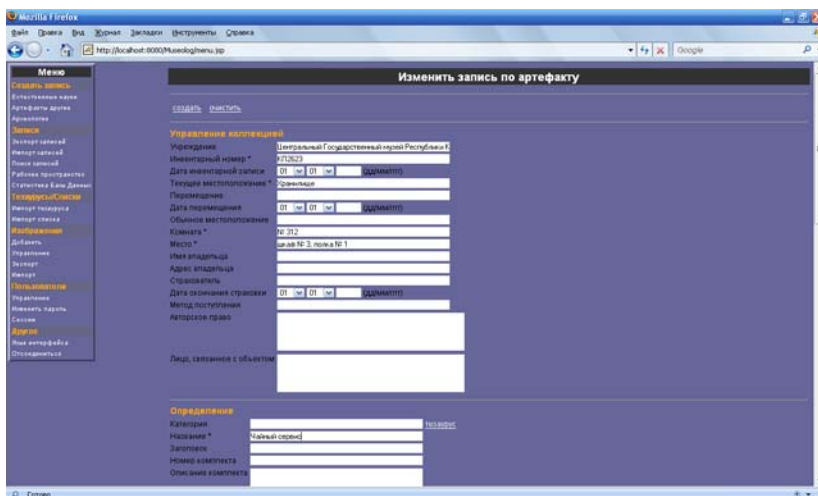 Mozilla Firefox
Файл Правка Вид Журнал Закладки Инструменты Справка
http://localhost:8080/Museolog/menu.jsp
Google
Меню
Создать запись
Естественные науки
Артефакты другие
Археология
Записи
Экспорт записей
Импорт записей
Поиск записей
Рабочее пространство
Статистика Базы Данных
Тезаурусы/Списки
Импорт тезауруса
Импорт списка
Изображения
Добавить
Управление
Экспорт
Импорт
Пользователи
Управление
Изменить пароль
Сессии
Другое
Язык интерфейса
Отсоединиться
Изменить запись по артефакту
создать очистить
Управление коллекцией
Учреждение Центральный Государственный музей Республики К
Инвентарный номер * КП2623
Дата инвентарной записи 01 01 (дд/мм/гггг)
Текущее местоположение * Хранилище
Перемещение
Дата перемещения 01 01 (дд/мм/гггг)
Обычное местоположение
Комната * № 312
Место * шкаф № 3, полка № 1
Имя владельца
Адрес владельца
Страхователь
Дата окончания страховки 01 01 (дд/мм/гггг)
Метод поступления
Авторское право
Лицо, связанное с объектом
Определение
Категория тезаурус
Название * Чайный сервис
Заголовок
Номер комплекта
Описание комплекта
Готово